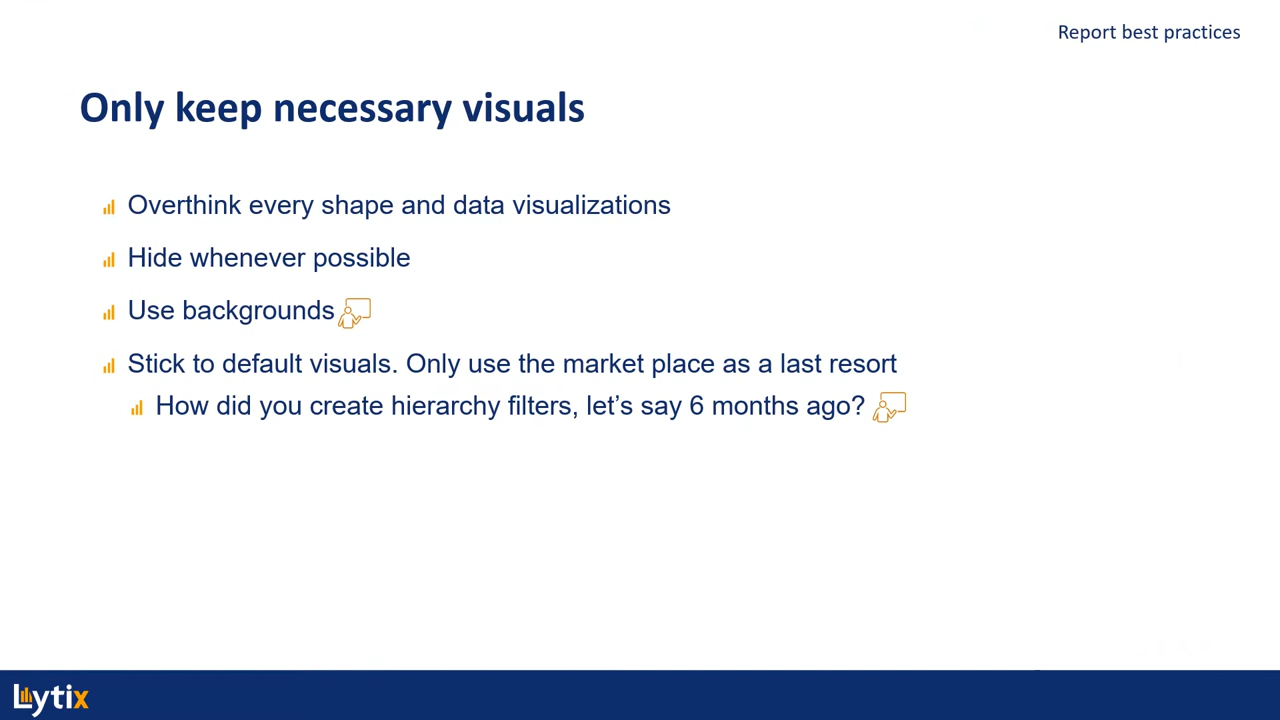 Report best practices
Only keep necessary visuals
Overthink every shape and data visualizations
Hide whenever possible
Use backgrounds
Stick to default visuals. Only use the market place as a last resort
How did you create hierarchy filters, let’s say 6 months ago?
Lytix